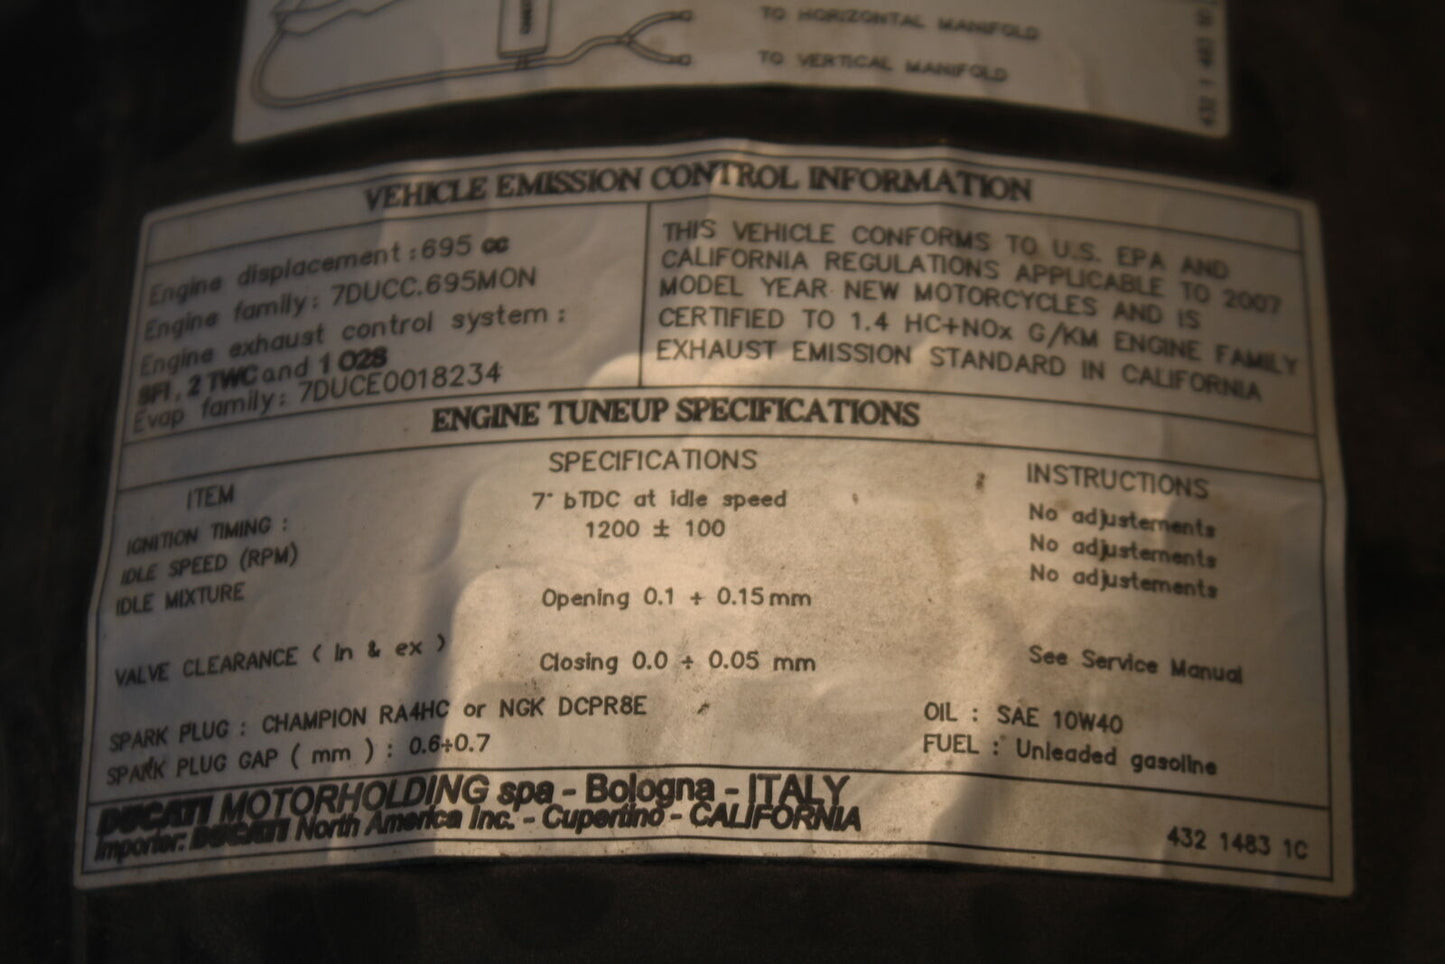 TO HORIZONTAL MANIFOLD
TO VERTICAL MANIFOLD
VEHICLE EMISSION CONTROL INFORMATION
Engine displacement : 695 cc
Engine family : 7DUCC.695MON
Engine exhaust control system :
SFI , 2 TWC and 1 O2S
Evap family: 7DUCE0018234
THIS VEHICLE CONFORMS TO U.S. EPA AND
CALIFORNIA REGULATIONS APPLICABLE TO 2007
MODEL YEAR NEW MOTORCYCLES AND IS
CERTIFIED TO 1.4 HC+NOx G/KM ENGINE FAMILY
EXHAUST EMISSION STANDARD IN CALIFORNIA
ENGINE TUNEUP SPECIFICATIONS
ITEM SPECIFICATIONS INSTRUCTIONS
IGNITION TIMING : 7° bTDC at idle speed No adjustements
IDLE SPEED (RPM) 1200 ± 100 No adjustements
IDLE MIXTURE No adjustements
Opening 0.1 ÷ 0.15 mm
VALVE CLEARANCE ( In & ex )
Closing 0.0 ÷ 0.05 mm See Service Manual
SPARK PLUG : CHAMPION RA4HC or NGK DCPR8E OIL : SAE 10W40
SPARK PLUG GAP ( mm ) : 0.6÷0.7 FUEL : Unleaded gasoline
DUCATI MOTORHOLDING spa - Bologna - ITALY
Importer: DUCATI North America Inc. - Cupertino - CALIFORNIA
432 1483 1C